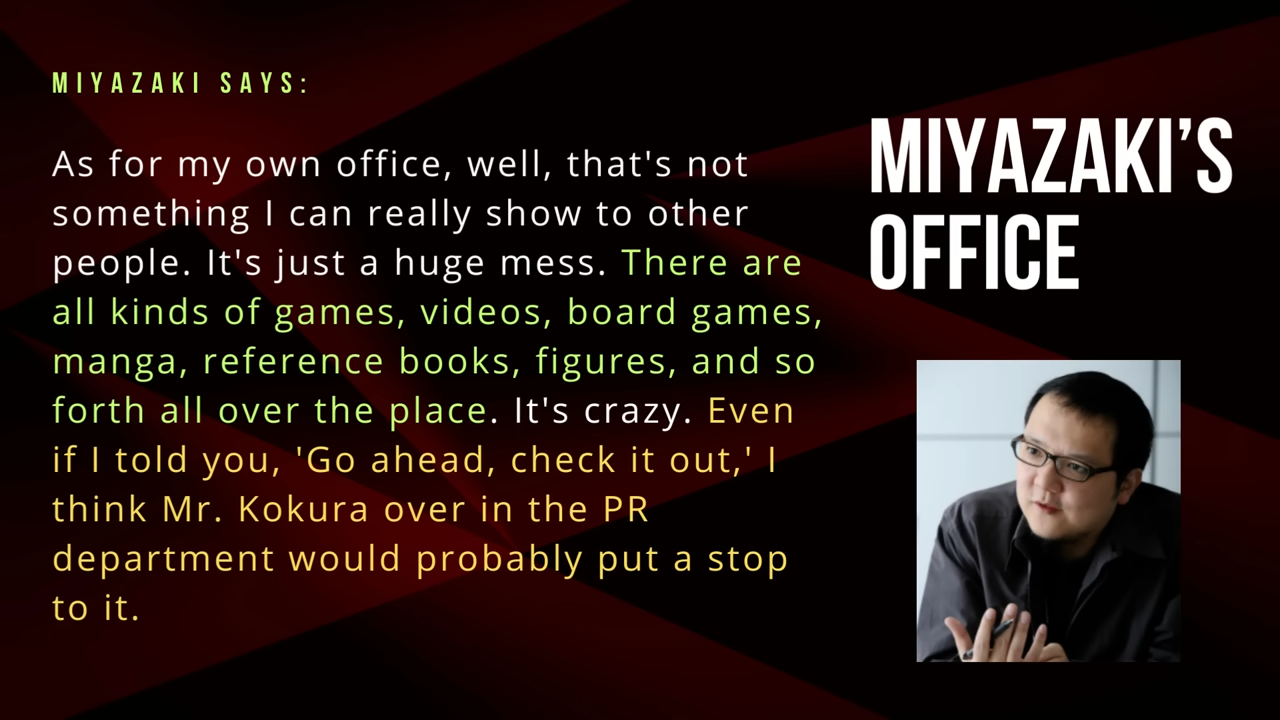 MIYAZAKI SAYS:
As for my own office, well, that's not
something I can really show to other
people. It's just a huge mess. There are
all kinds of games, videos, board games,
manga, reference books, figures, and so
forth all over the place. It's crazy. Even
if I told you, 'Go ahead, check it out,' I
think Mr. Kokura over in the PR
department would probably put a stop
to it.
MIYAZAKI’S
OFFICE